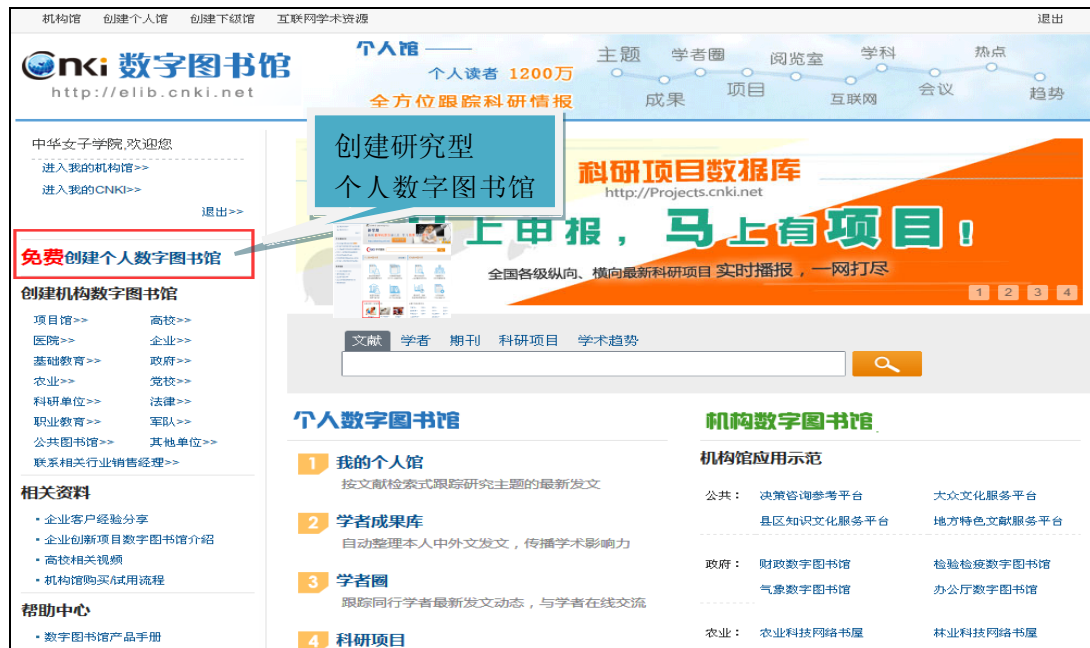 机构馆 创建个人馆 创建下级馆 互联网学术资源 退出
Cnki 数字图书馆
http://elib.cnki.net
个人馆
个人读者 1200万
全方位跟踪科研情报
主题 学者圈 阅览室 学科 热点
成果 项目 互联网 会议 趋势
中华女子学院,欢迎您
进入我的机构馆>>
进入我的CNKI>>
退出>>
创建研究型
个人数字图书馆
科研项目数据库
http://Projects.cnki.net
上申报，马上有项目！
全国各级纵向、横向最新科研项目 实时播报，一网打尽
1 2 3 4
免费创建个人数字图书馆
创建机构数字图书馆
项目馆>> 高校>>
医院>> 企业>>
基础教育>> 政府>>
农业>> 党校>>
科研单位>> 法律>>
职业教育>> 军队>>
公共图书馆>> 其他单位>>
联系相关行业销售经理>>
相关资料
·企业客户经验分享
·企业创新项目数字图书馆介绍
·高校相关视频
·机构馆购买/试用流程
帮助中心
·数字图书馆产品手册
文献 学者 期刊 科研项目 学术趋势
个人数字图书馆
1 我的个人馆
按文献检索式跟踪研究主题的最新发文
2 学者成果库
自动整理本人中外文发文，传播学术影响力
3 学者圈
跟踪同行学者最新发文动态，与学者在线交流
4 科研项目
机构数字图书馆
机构馆应用示范
公共： 决策咨询参考平台 大众文化服务平台
县区知识文化服务平台 地方特色文献服务平台
政府： 财政数字图书馆 检验检疫数字图书馆
气象数字图书馆 办公厅数字图书馆
农业： 农业科技网络书屋 林业科技网络书屋